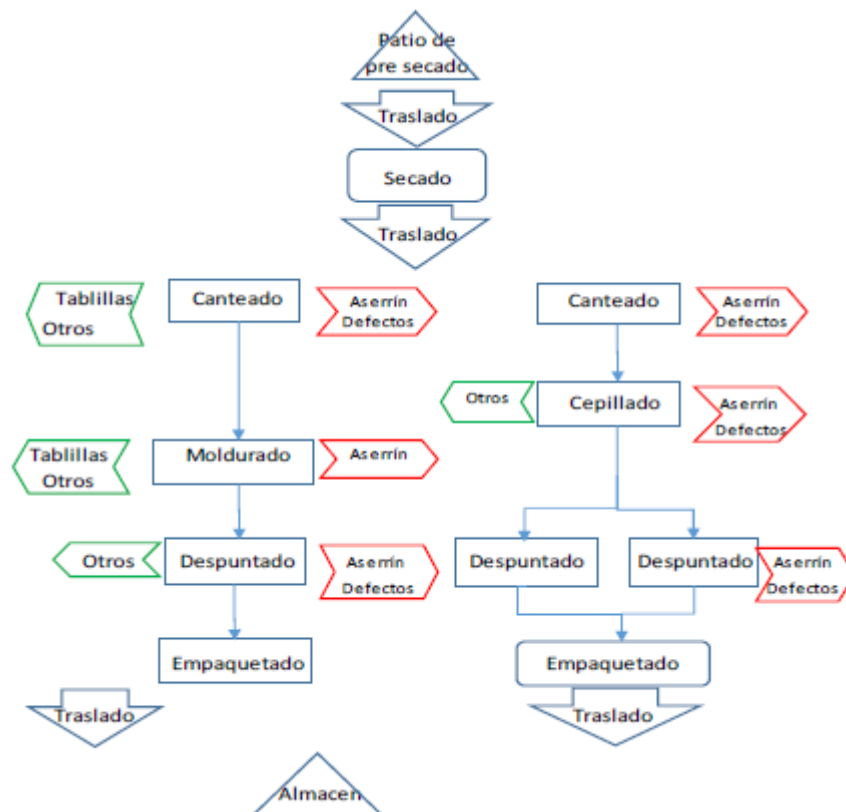 Patio de
pre secado
Traslado
Secado
Traslado
Tablillas
Otros
Canteado
Aserrín
Defectos
Canteado
Aserrín
Defectos
Otros
Cepillado
Aserrín
Defectos
Tablillas
Otros
Moldurado
Aserrín
Otros
Despuntado
Aserrín
Defectos
Despuntado
Despuntado
Aserrín
Defectos
Empaquetado
Empaquetado
Traslado
Traslado
Almacen